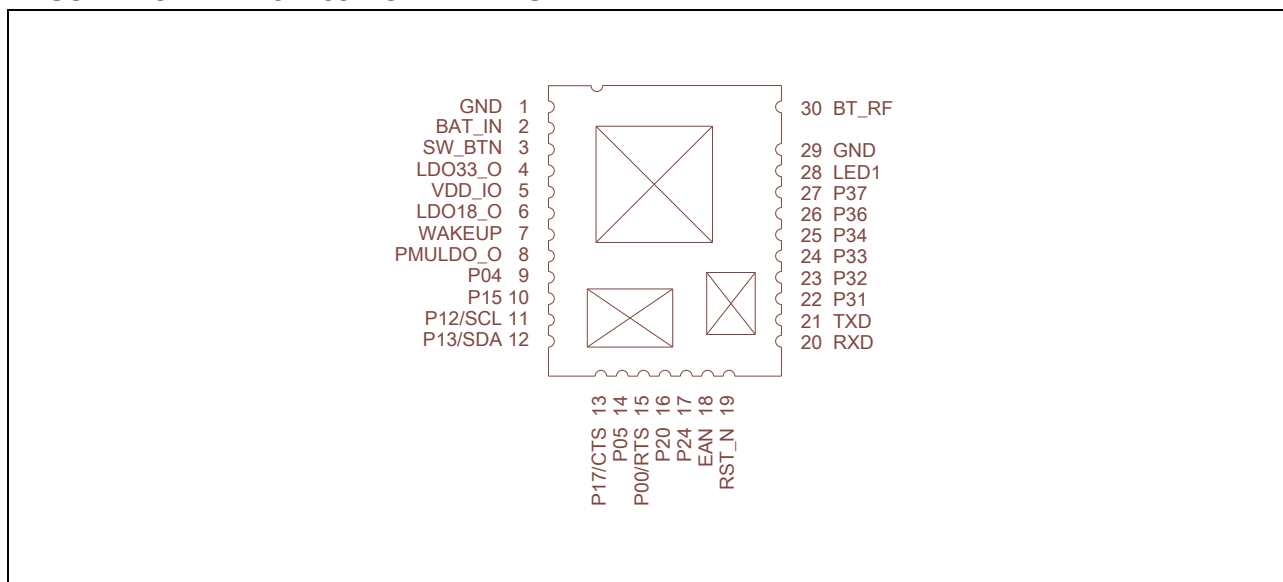 GND 1
BAT_IN 2
SW_BTN 3
LDO33_O 4
VDD_IO 5
LDO18_O 6
WAKEUP 7
PMULDO_O 8
P04 9
P15 10
P12/SCL 11
P13/SDA 12
P17/CTS 13
P05 14
P00/RTS 15
P20 16
P24 17
EAN 18
RST_N 19
30 BT_RF
29 GND
28 LED1
27 P37
26 P36
25 P34
24 P33
23 P32
22 P31
21 TXD
20 RXD